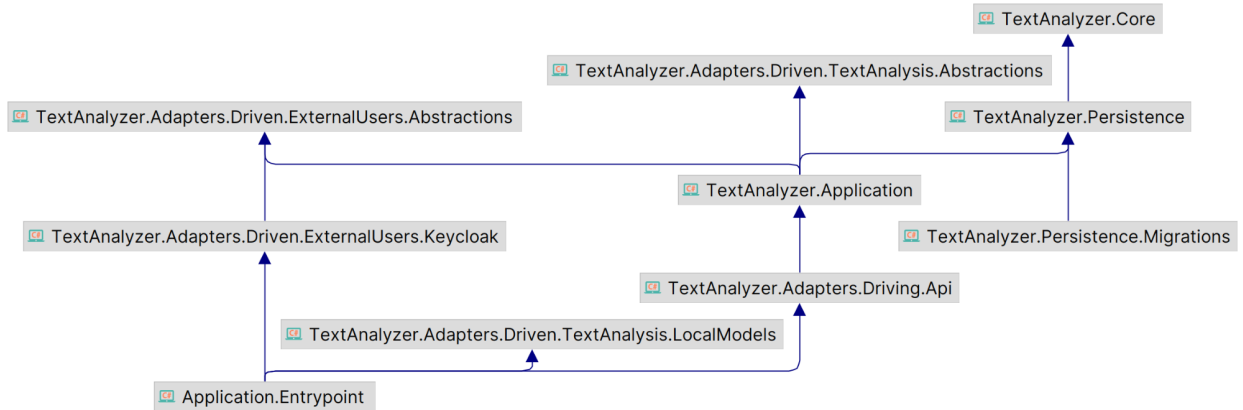 C# TextAnalyzer.Core
C# TextAnalyzer.Adapters.Driven.TextAnalysis.Abstractions
C# TextAnalyzer.Adapters.Driven.ExternalUsers.Abstractions
C# TextAnalyzer.Persistence
C# TextAnalyzer.Application
C# TextAnalyzer.Adapters.Driven.ExternalUsers.Keycloak
C# TextAnalyzer.Persistence.Migrations
C# TextAnalyzer.Adapters.Driving.Api
C# TextAnalyzer.Adapters.Driven.TextAnalysis.LocalModels
C# Application.Entrypoint